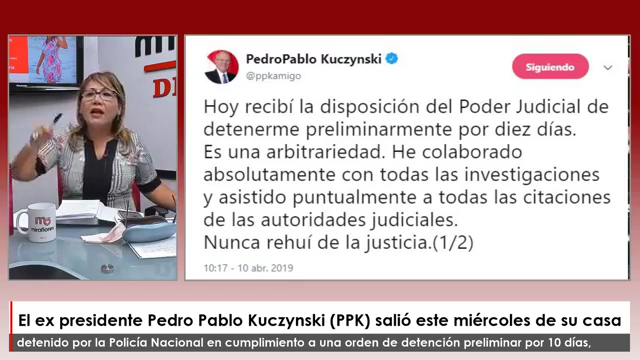 PedroPablo Kuczynski
@ppkamigo
Siguiendo
Hoy recibí la disposición del Poder Judicial de
detenerme preliminarmente por diez días.
Es una arbitrariedad. He colaborado
absolutamente con todas las investigaciones
y asistido puntualmente a todas las citaciones
de las autoridades judiciales.
Nunca rehuí de la justicia.(1/2)
10:17 - 10 abr. 2019
miraflores
El ex presidente Pedro Pablo Kuczynski (PPK) salió este miércoles de su casa
detenido por la Policía Nacional en cumplimiento a una orden de detención preliminar por 10 días,